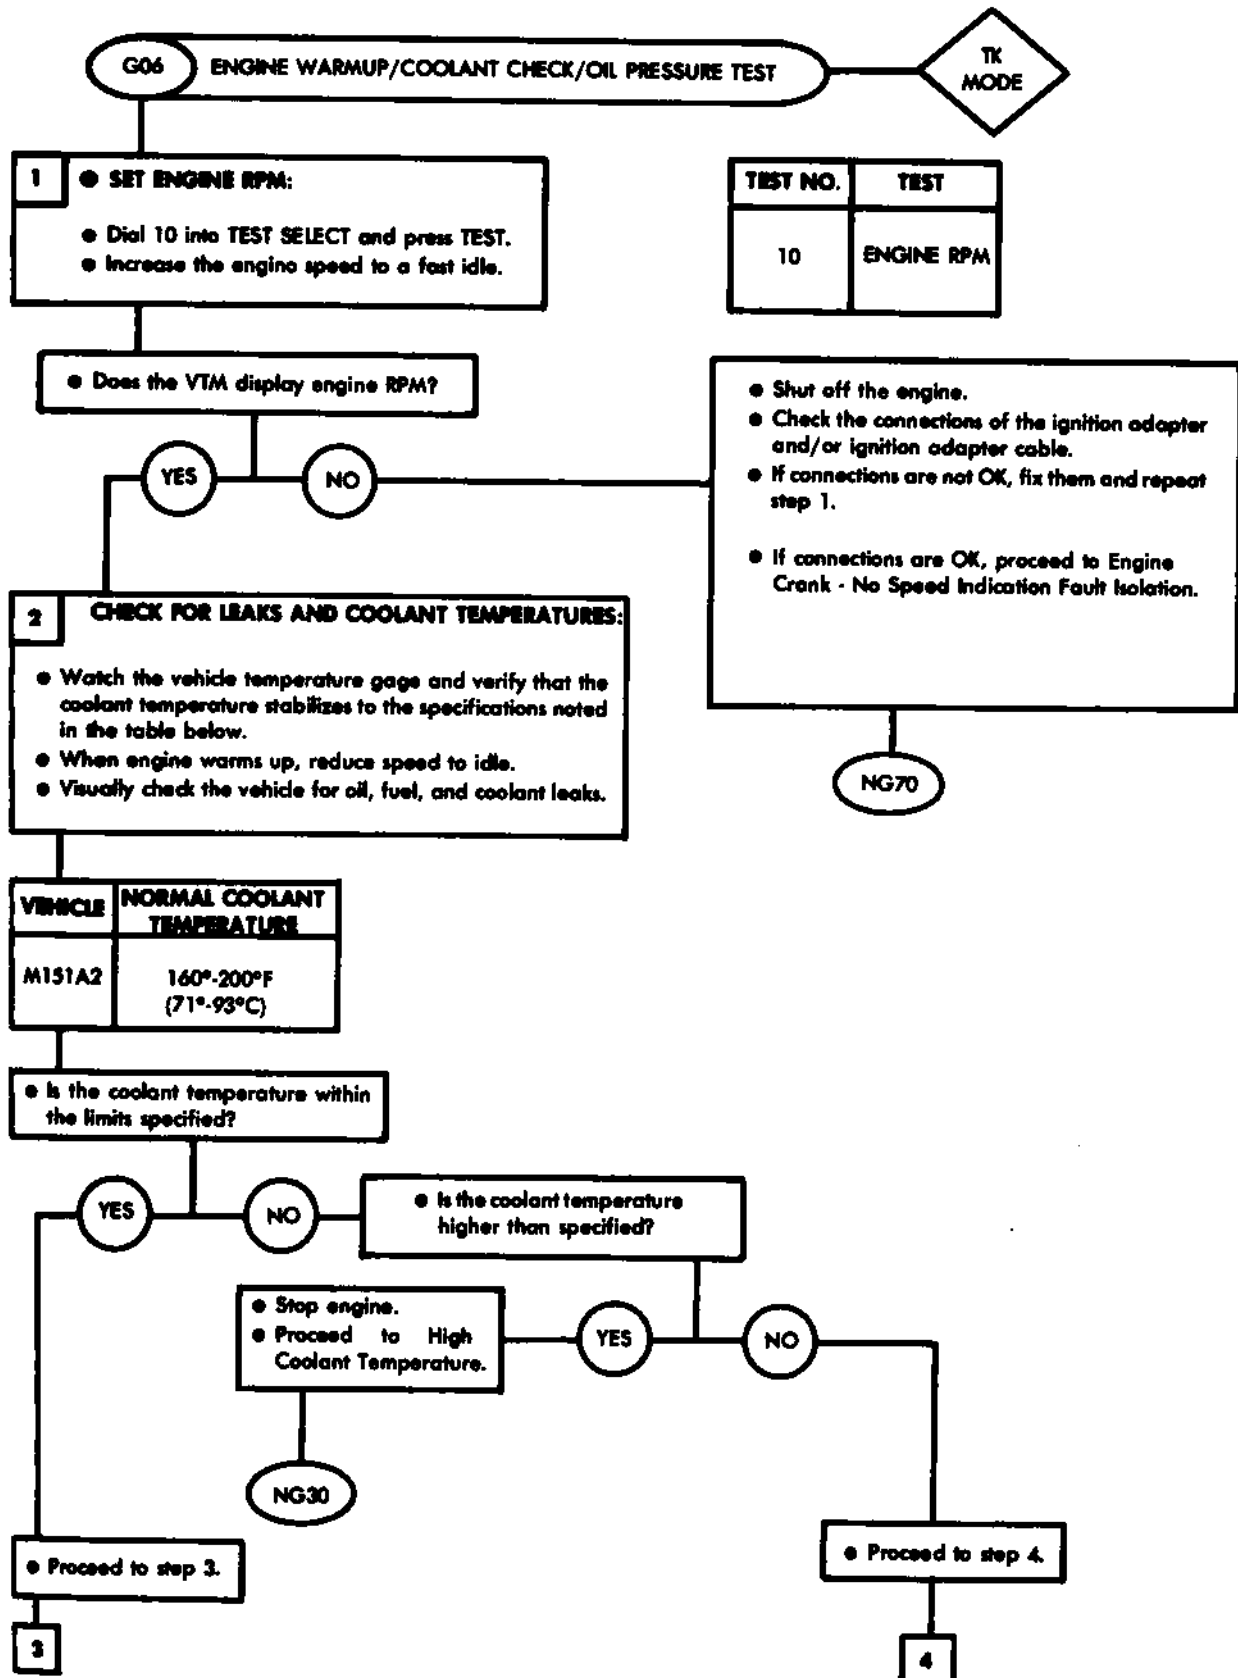 G06 ENGINE WARMUP/COOLANT CHECK/OIL PRESSURE TEST
TK
MODE
1 ● SET ENGINE RPM:
● Dial 10 into TEST SELECT and press TEST.
● Increase the engine speed to a fast idle.
TEST NO. TEST
10 ENGINE RPM
● Does the VTM display engine RPM?
YES NO
● Shut off the engine.
● Check the connections of the ignition adapter
and/or ignition adapter cable.
● If connections are not OK, fix them and repeat
step 1.
● If connections are OK, proceed to Engine
Crank - No Speed Indication Fault Isolation.
NG70
2 CHECK FOR LEAKS AND COOLANT TEMPERATURES:
● Watch the vehicle temperature gage and verify that the
coolant temperature stabilizes to the specifications noted
in the table below.
● When engine warms up, reduce speed to idle.
● Visually check the vehicle for oil, fuel, and coolant leaks.
VEHICLE NORMAL COOLANT
TEMPERATURE
M151A2 160°-200°F
(71°-93°C)
● Is the coolant temperature within
the limits specified?
YES NO
● Is the coolant temperature
higher than specified?
YES NO
● Stop engine.
● Proceed to High
Coolant Temperature.
NG30
● Proceed to step 3.
3
● Proceed to step 4.
4